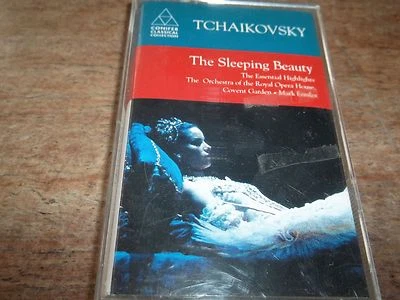 CONIFER
CLASSICAL
COLLECTION
TCHAIKOVSKY
The Sleeping Beauty
The Essential Highlights
The Orchestra of the Royal Opera House,
Covent Garden • Mark Ermler